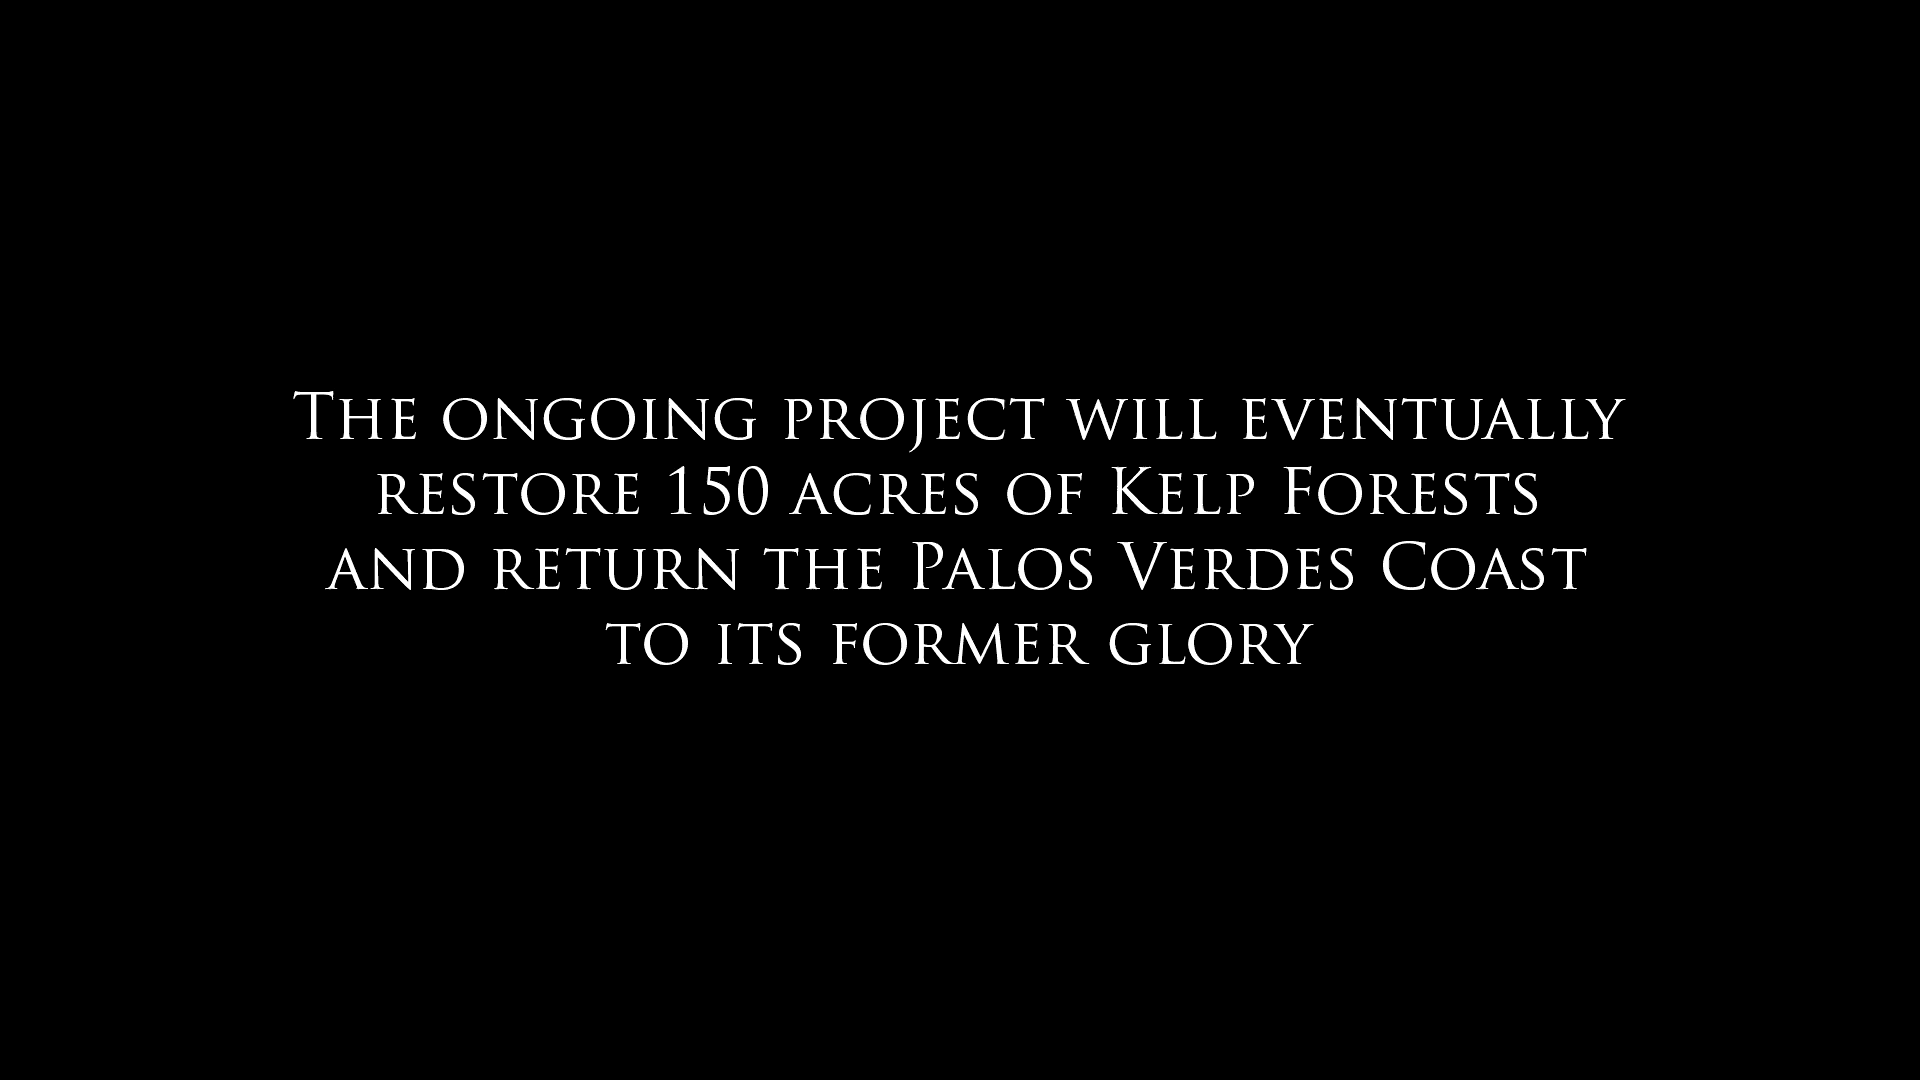 The ongoing project will eventually
restore 150 acres of Kelp Forests
and return the Palos Verdes Coast
to its former glory